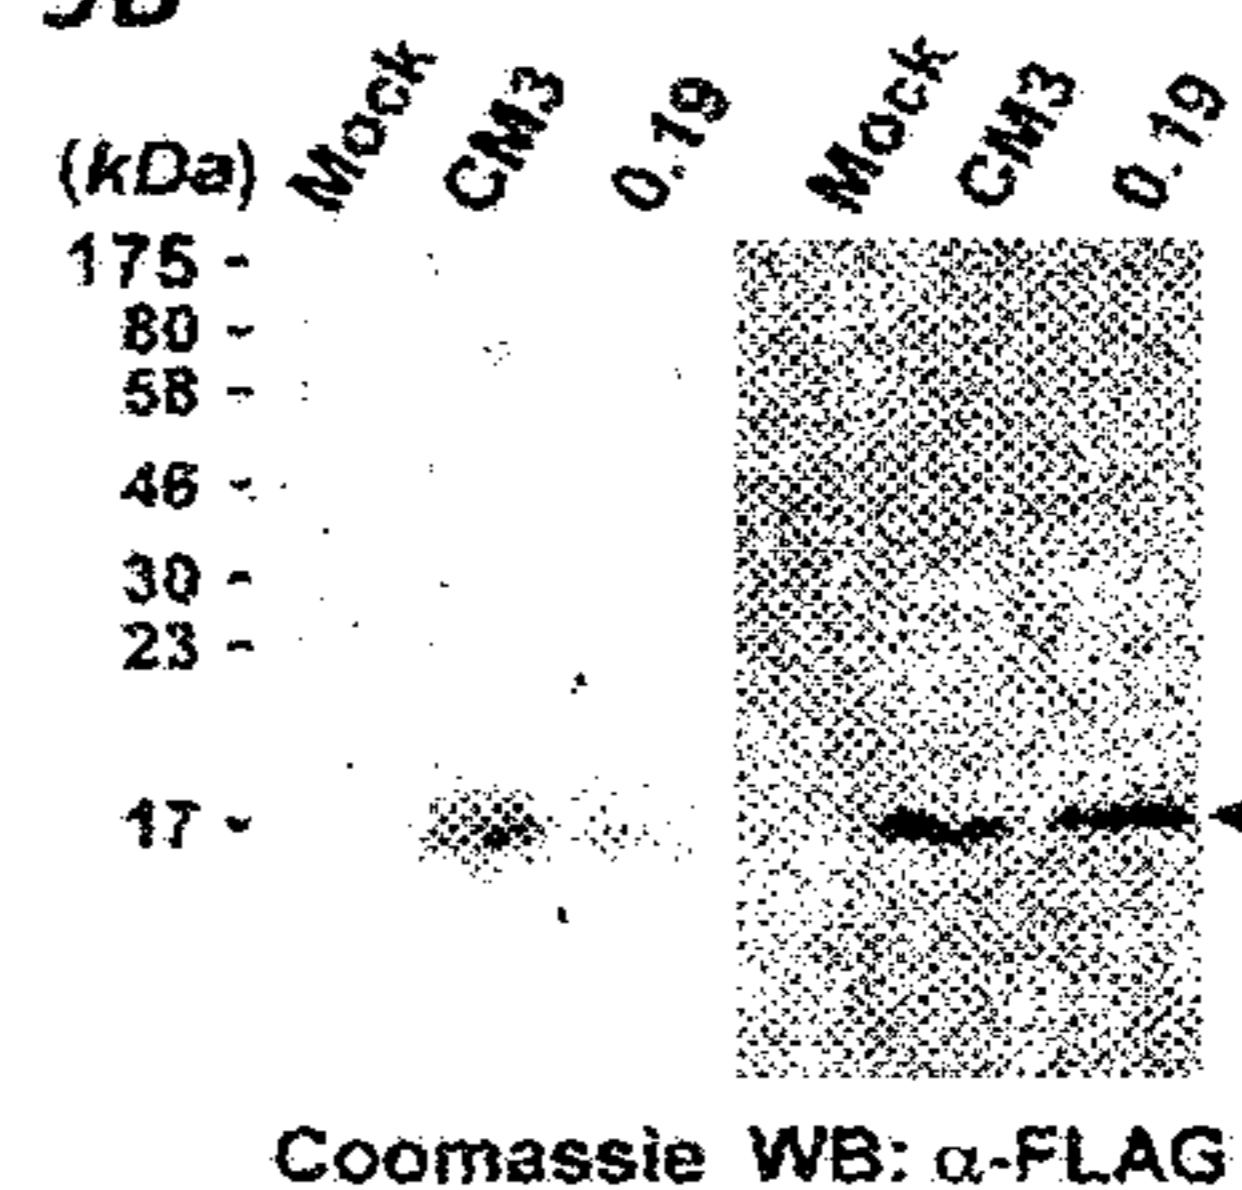 Mock CM3 0.19 Mock CM3 0.19
(kDa)
175 -
80 -
58 -
46 -
30 -
23 -
17 -
Coomassie WB: α-FLAG